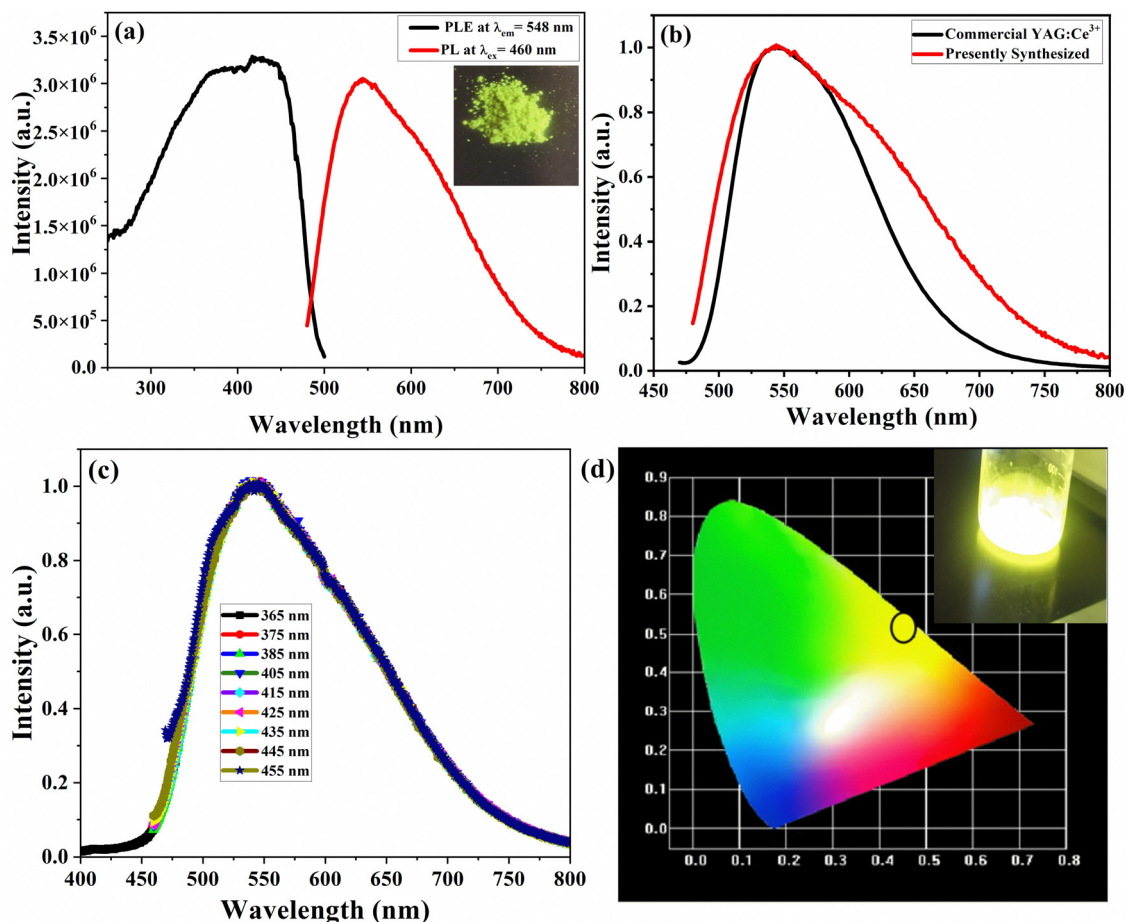 (a)
PLE at λem= 548 nm
PL at λex= 460 nm
3.5×10⁶
3.0×10⁶
2.5×10⁶
2.0×10⁶
1.5×10⁶
1.0×10⁶
5.0×10⁵
0.0
Intensity (a.u.)
300 400 500 600 700 800
Wavelength (nm)
(b)
Commercial YAG:Ce³⁺
Presently Synthesized
1.0
0.8
0.6
0.4
0.2
0.0
Intensity (a.u.)
450 500 550 600 650 700 750 800
Wavelength (nm)
(c)
1.0
0.8
0.6
0.4
0.2
0.0
Intensity (a.u.)
365 nm
375 nm
385 nm
405 nm
415 nm
425 nm
435 nm
445 nm
455 nm
400 450 500 550 600 650 700 750 800
Wavelength (nm)
(d)
0.9
0.8
0.7
0.6
0.5
0.4
0.3
0.2
0.1
0.0
0.0 0.1 0.2 0.3 0.4 0.5 0.6 0.7 0.8